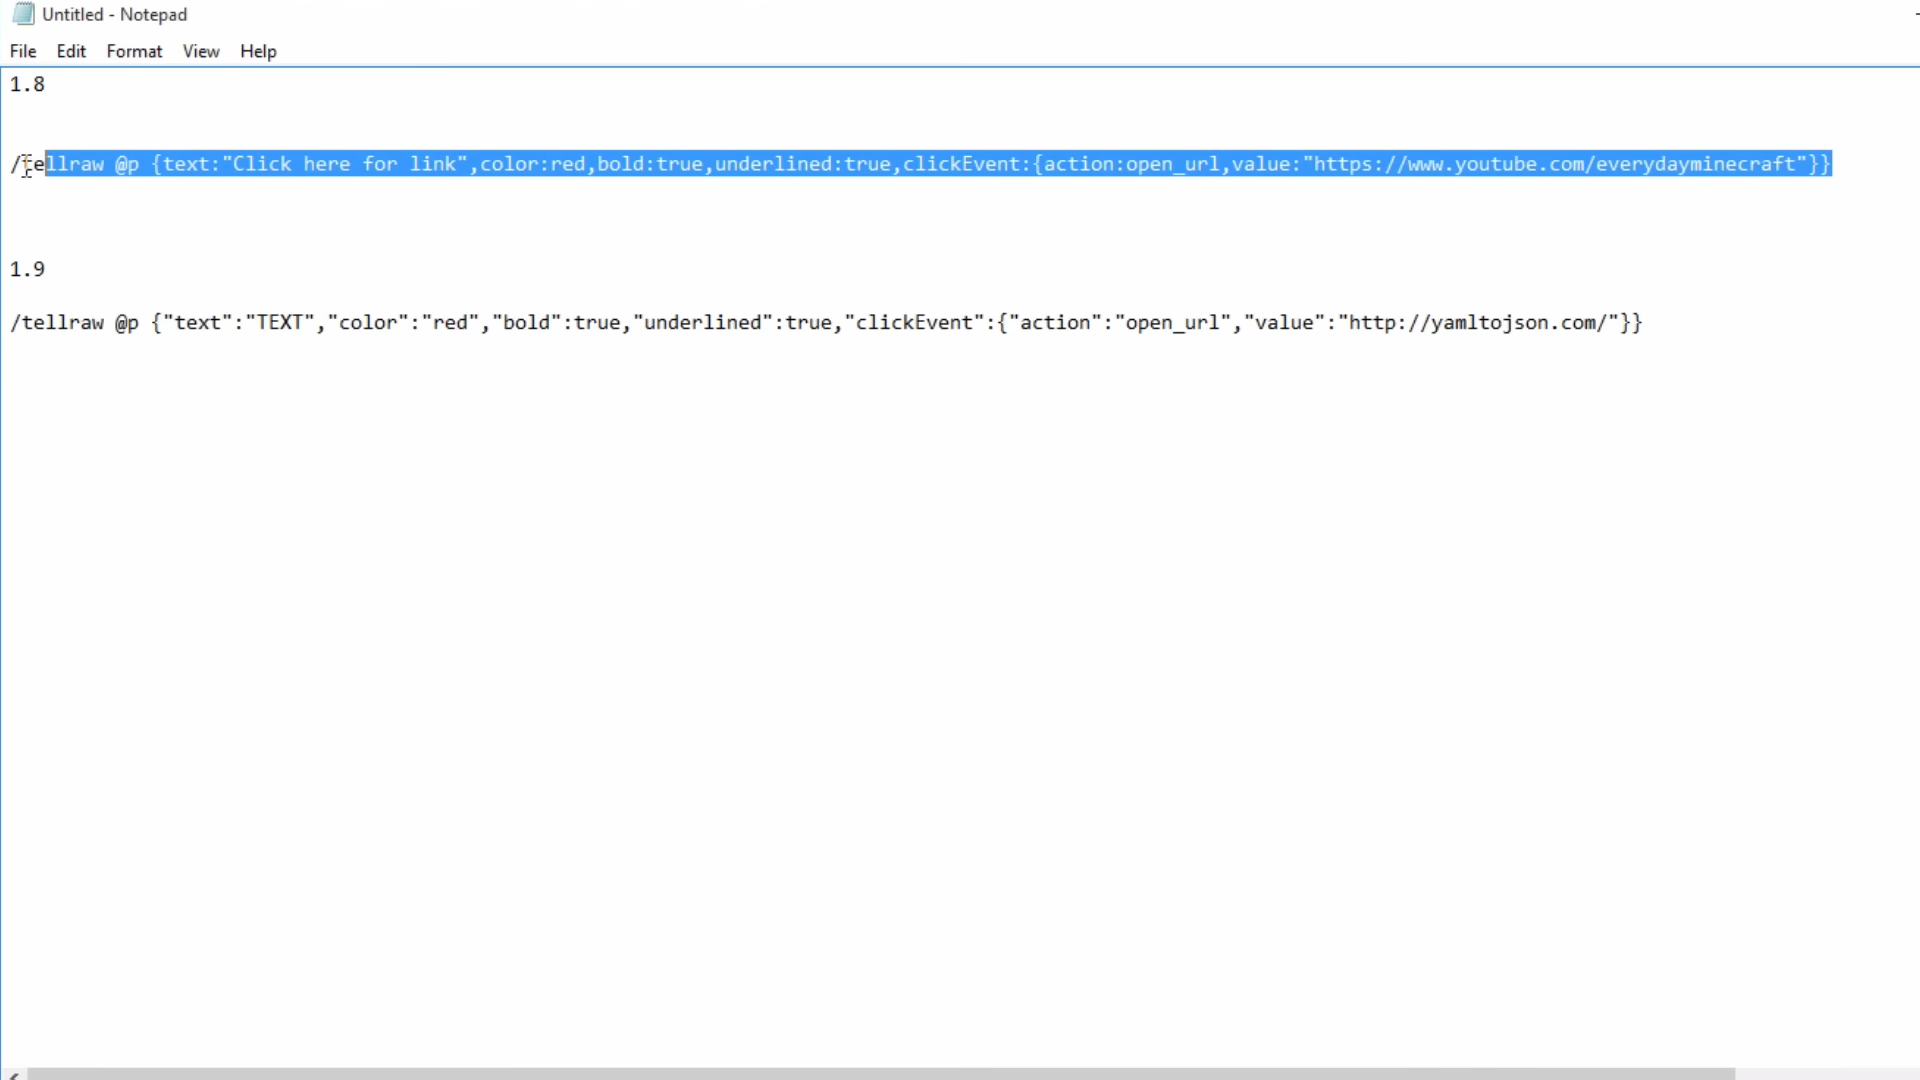 Untitled - Notepad
File Edit Format View Help
1.8
/tellraw @p {text:"Click here for link",color:red,bold:true,underlined:true,clickEvent:{action:open_url,value:"https://www.youtube.com/everydayminecraft"}}
1.9
/tellraw @p {"text":"TEXT","color":"red","bold":true,"underlined":true,"clickEvent":{"action":"open_url","value":"http://yamltojson.com/"}}